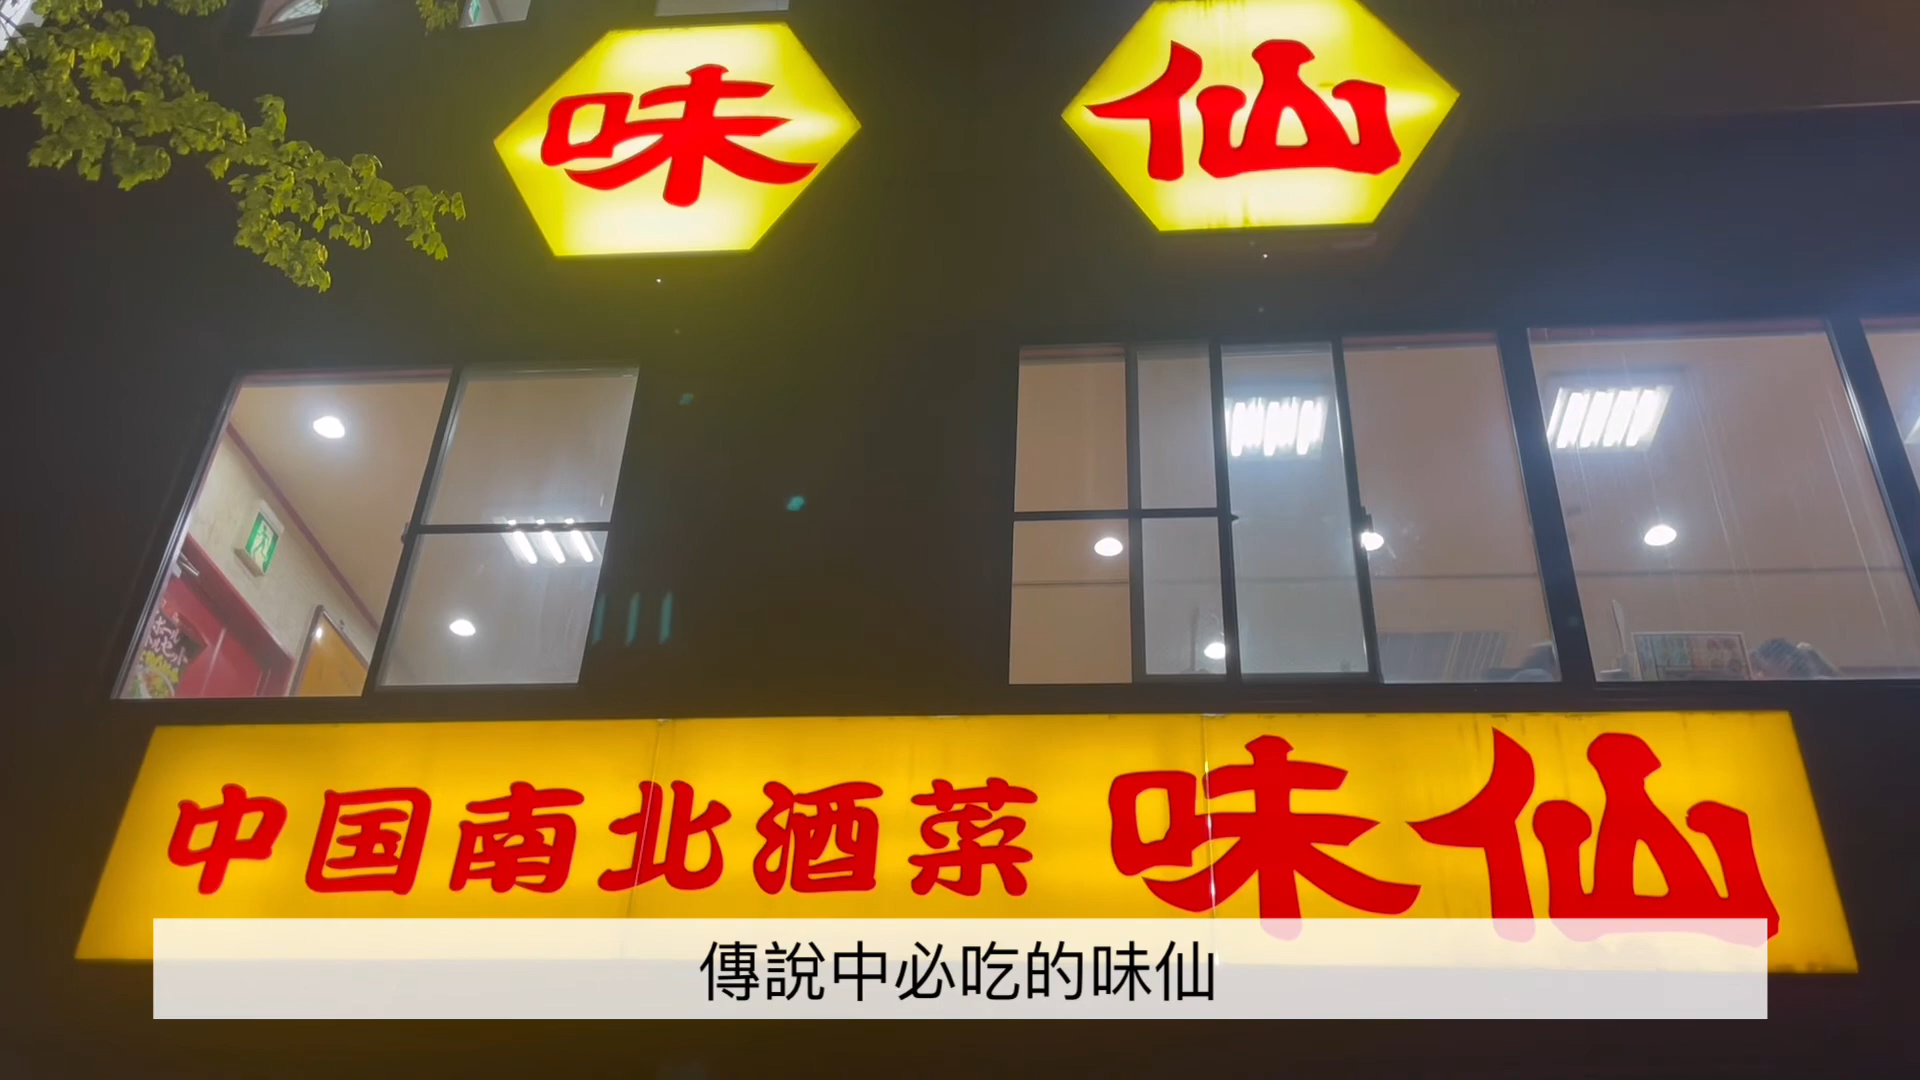 味 仙
中国南北酒菜 味仙
傳說中必吃的味仙